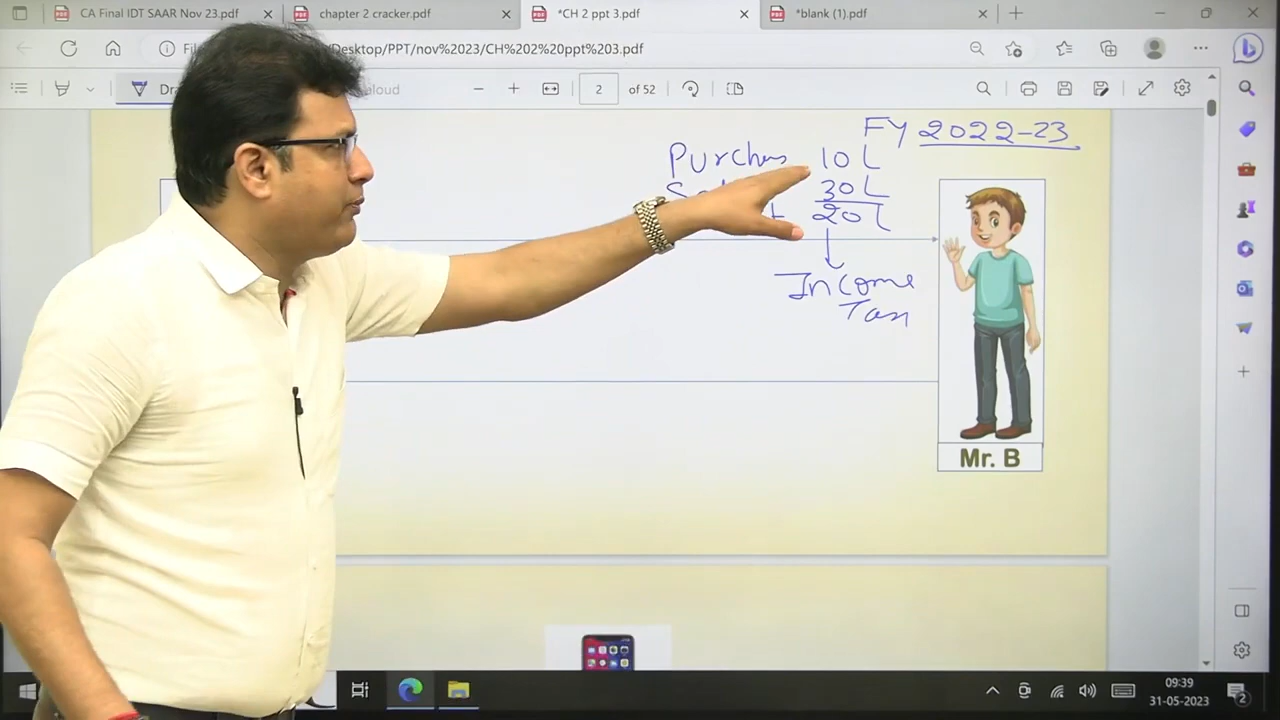 CA Final IDT SAAR Nov 23.pdf
chapter 2 cracker.pdf
*CH 2 ppt 3.pdf
*blank (1).pdf
/Desktop/PPT/nov%2023/CH%202%20ppt%203.pdf
2 of 52
FY 2022-23
Purchas 10 L
30 L
20 L
Income
Tax
Mr. B
09:39
31-05-2023
2